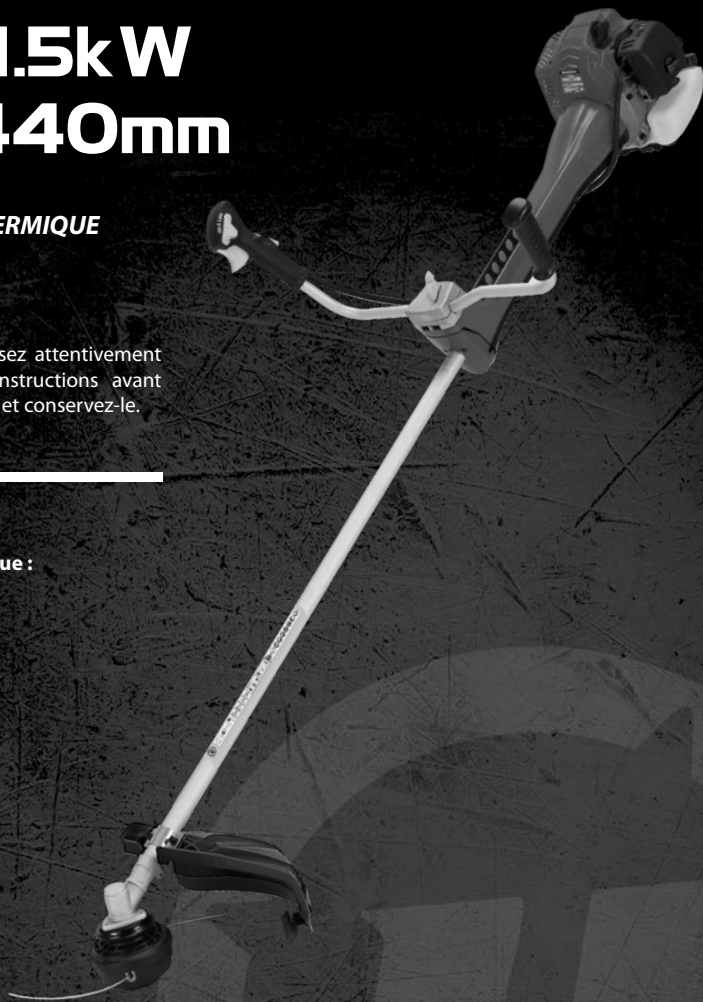 1.5kW
440mm
ERMIQUE
sez attentivement
nstructions avant
et conservez-le.
ue :